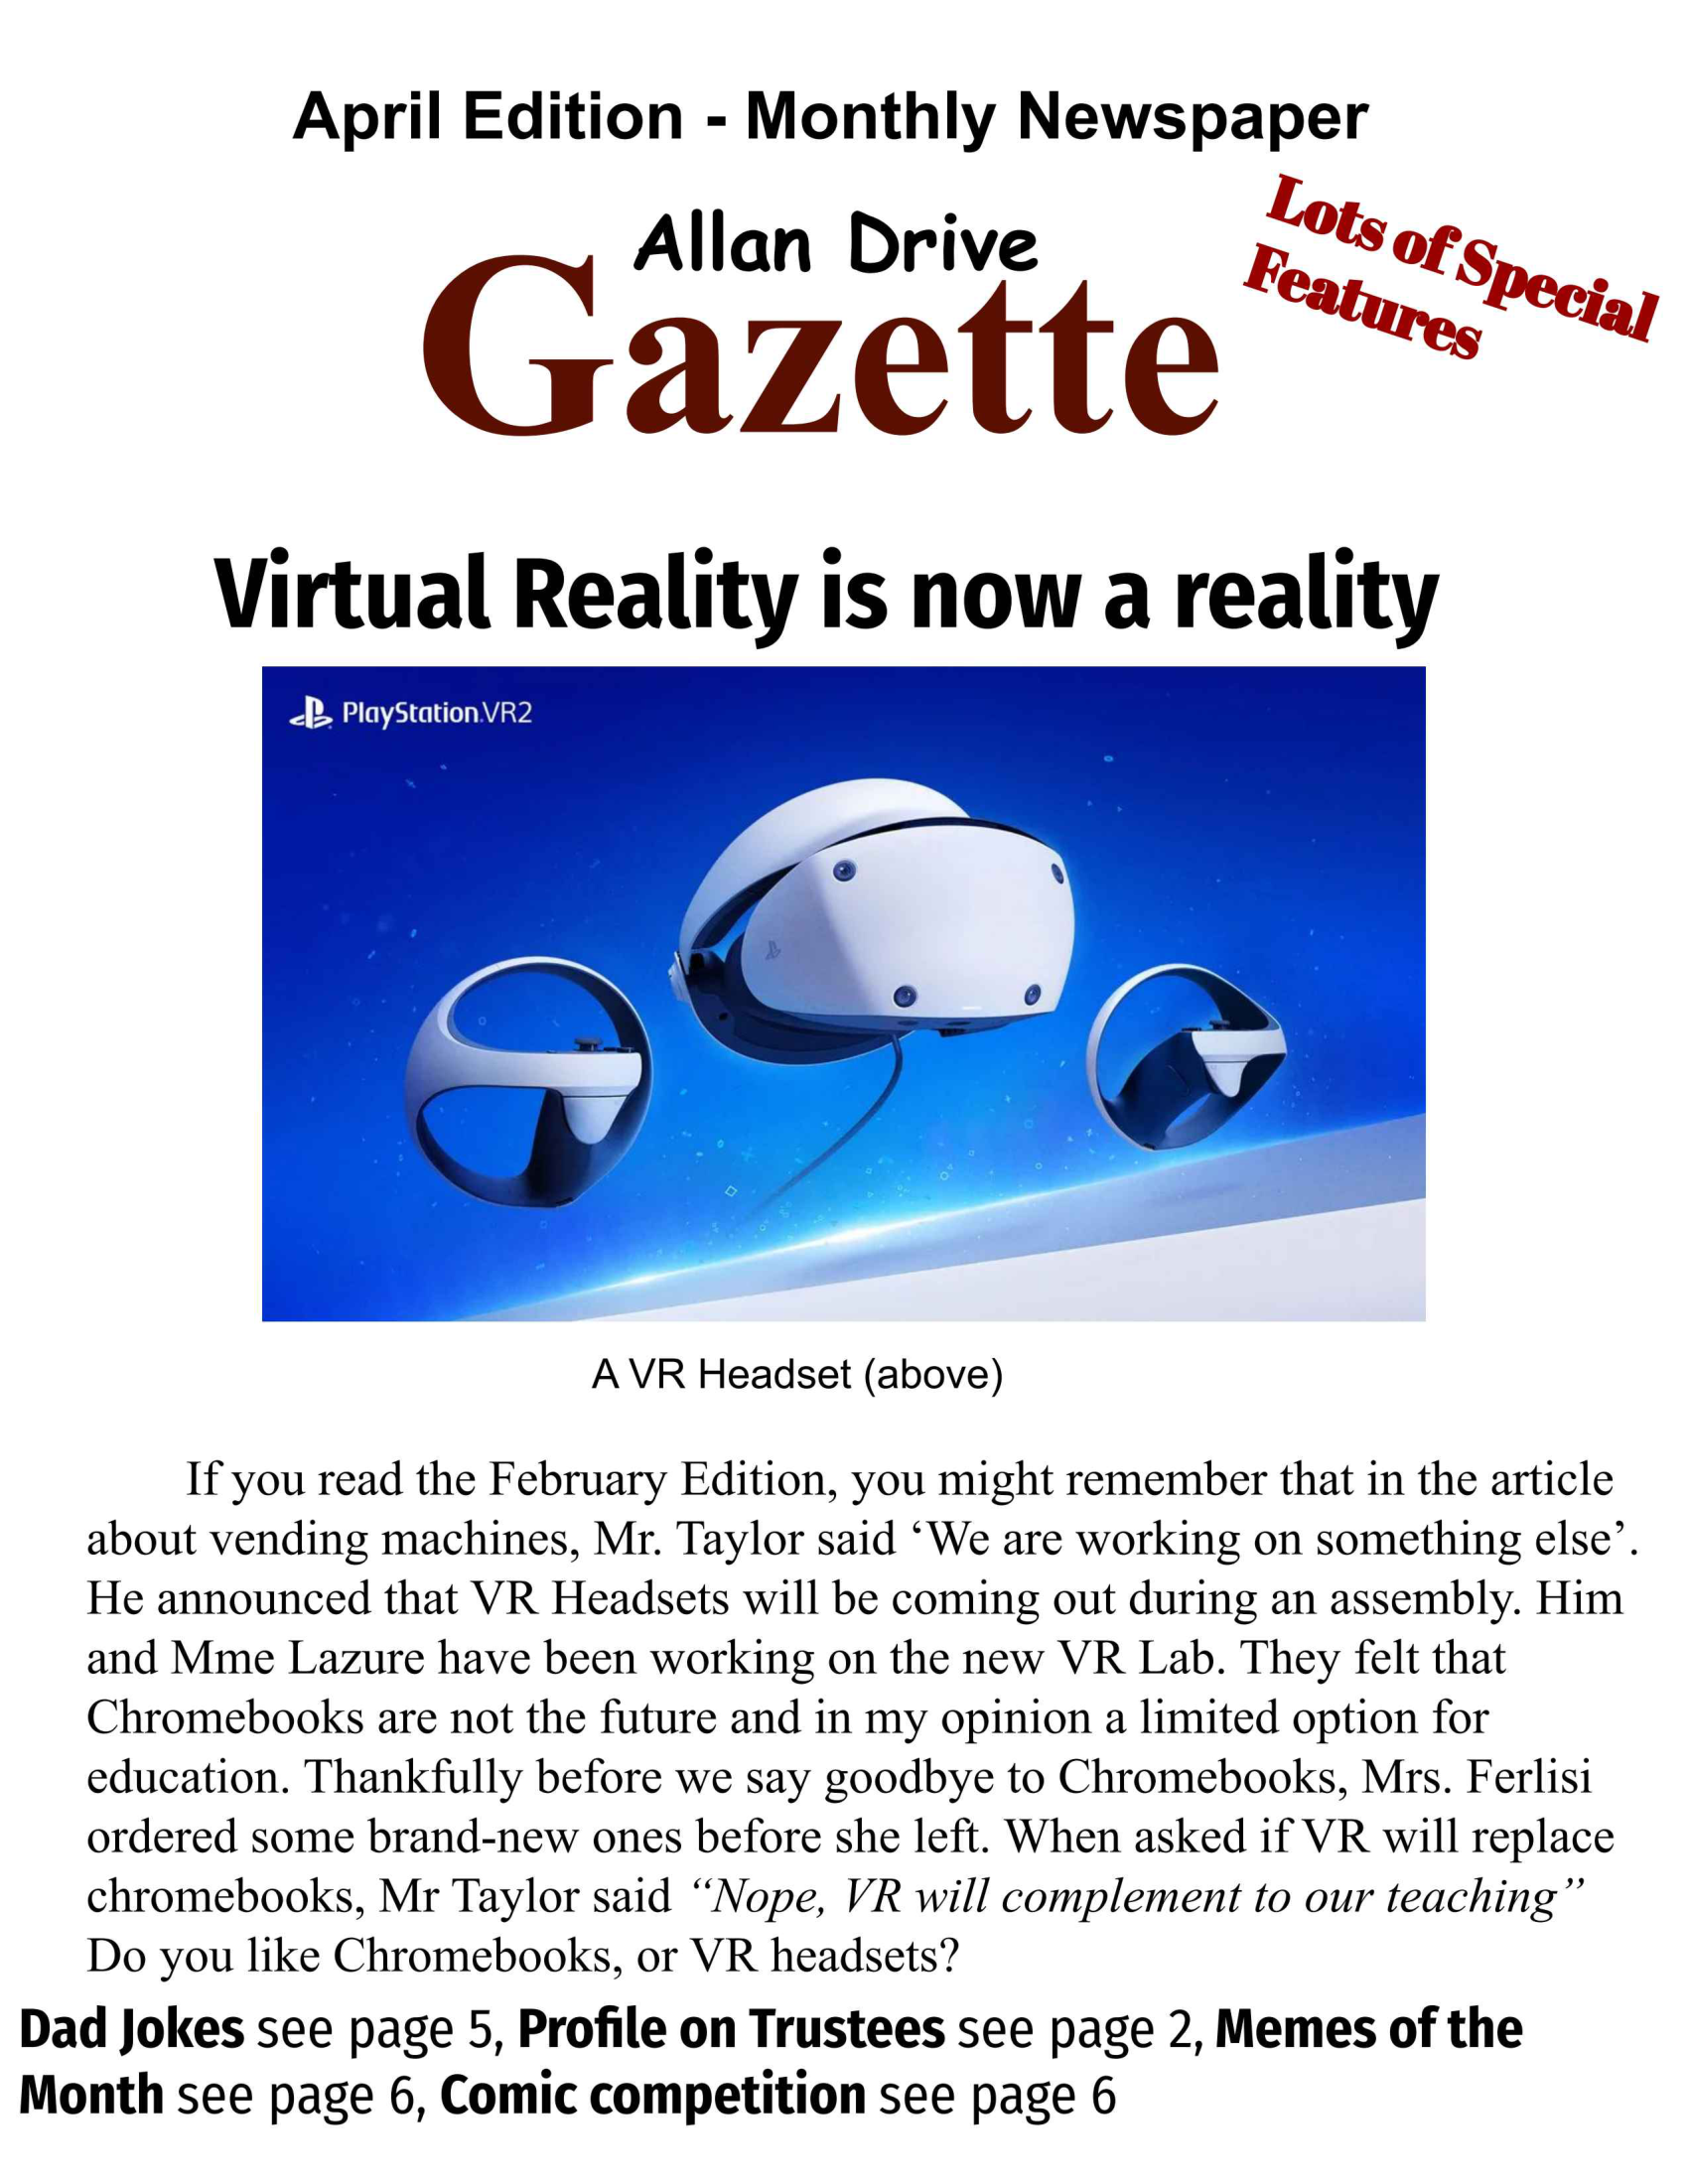 April Edition - Monthly Newspaper
Lots of Special
Features
Allan Drive
Gazette
Virtual Reality is now a reality
PlayStation.VR2
A VR Headset (above)
If you read the February Edition, you might remember that in the article
about vending machines, Mr. Taylor said ‘We are working on something else’.
He announced that VR Headsets will be coming out during an assembly. Him
and Mme Lazure have been working on the new VR Lab. They felt that
Chromebooks are not the future and in my opinion a limited option for
education. Thankfully before we say goodbye to Chromebooks, Mrs. Ferlisi
ordered some brand-new ones before she left. When asked if VR will replace
chromebooks, Mr Taylor said “Nope, VR will complement to our teaching”
Do you like Chromebooks, or VR headsets?
Dad Jokes see page 5, Profile on Trustees see page 2, Memes of the
Month see page 6, Comic competition see page 6